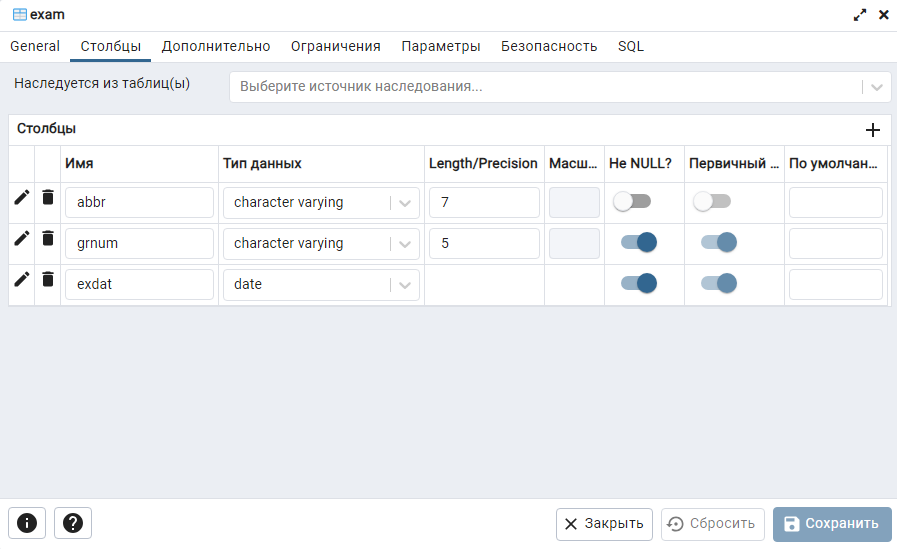 exam
General Столбцы Дополнительно Ограничения Параметры Безопасность SQL
Наследуется из таблиц(ы) Выберите источник наследования...
Столбцы
Имя Тип данных Length/Precision Масш... Не NULL? Первичный ... По умолчан...
abbr character varying 7
grnum character varying 5
exdat date
Закрыть Сбросить Сохранить